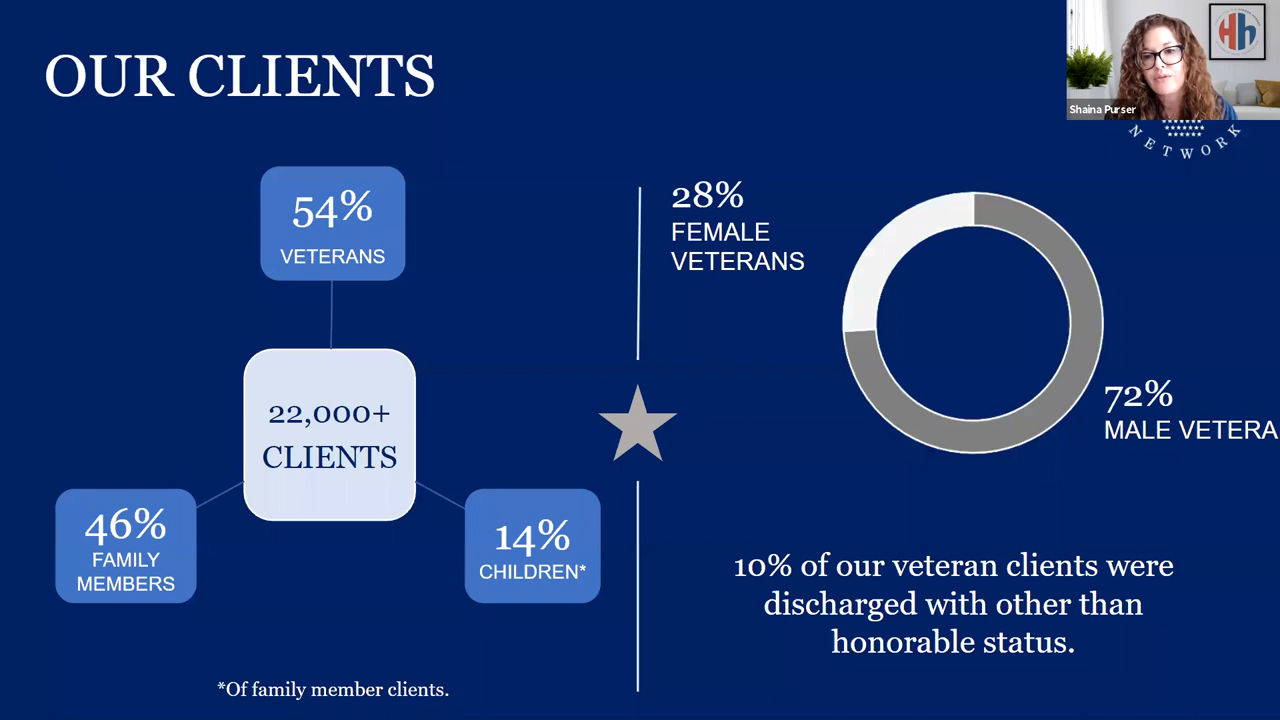 OUR CLIENTS
Shaina Purser
NETWORK
54%
VETERANS
22,000+
CLIENTS
46%
FAMILY
MEMBERS
14%
CHILDREN*
*Of family member clients.
28%
FEMALE
VETERANS
72%
MALE VETERA
10% of our veteran clients were
discharged with other than
honorable status.
Hh